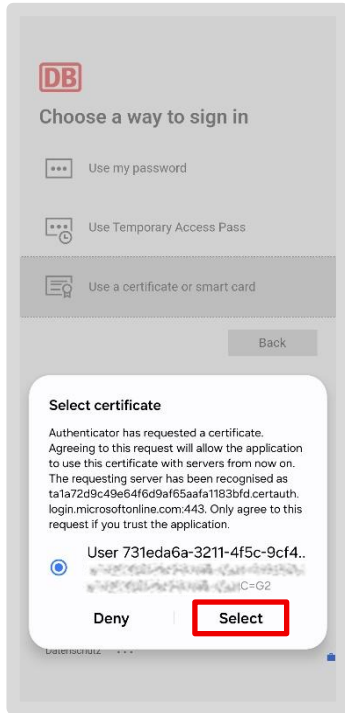 DB
Choose a way to sign in
Use my password
Use Temporary Access Pass
Use a certificate or smart card
Back
Select certificate
Authenticator has requested a certificate.
Agreeing to this request will allow the application
to use this certificate with servers from now on.
The requesting server has been recognised as
ta1a72d9c49e64f6d9af65aafa1183bfd.certauth.
login.microsoftonline.com:443. Only agree to this
request if you trust the application.
User 731eda6a-3211-4f5c-9cf4..
C=G2
Deny Select
Datenschutz ...